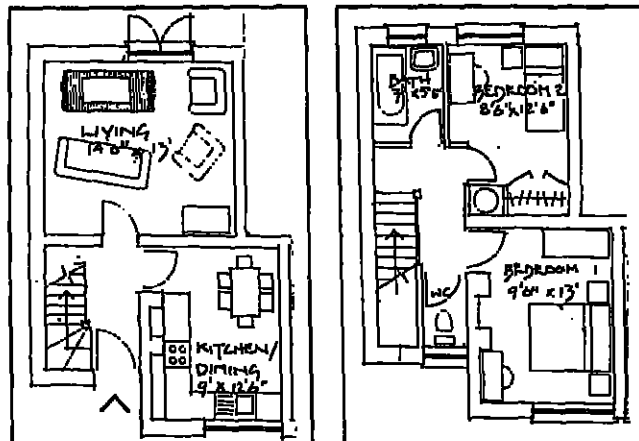 LIVING
14'0" x 13'
KITCHEN/
DINING
9' x 12'6"
BATH
BEDROOM 2
8'6" x 12'6"
BEDROOM 1
9'6" x 13'
WC